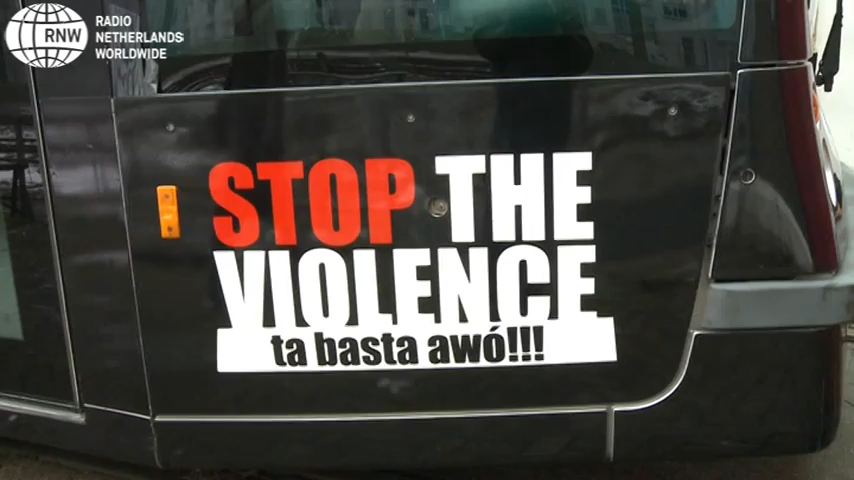 RNW
RADIO
NETHERLANDS
WORLDWIDE
STOP THE
VIOLENCE
ta basta awó!!!